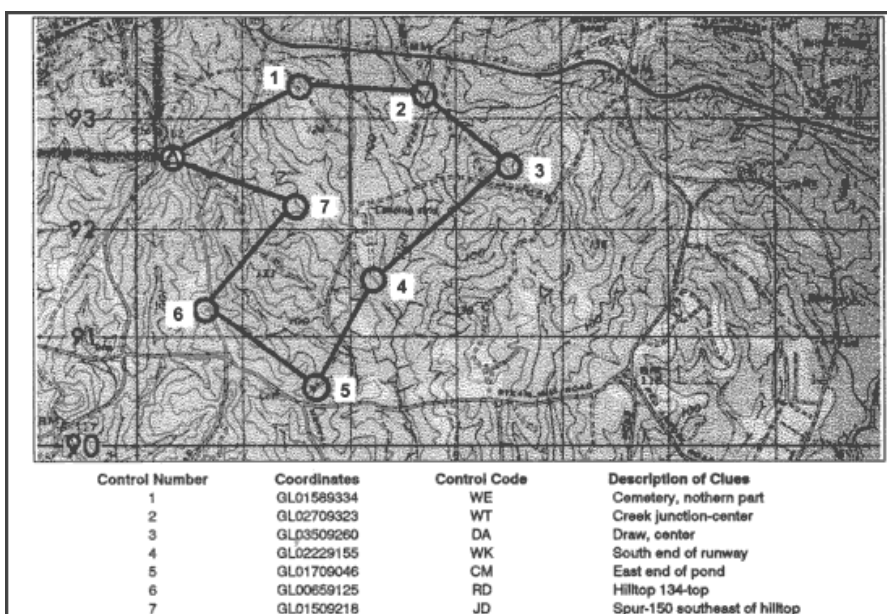 1
2
93
3
7
92
4
6
91
5
90
Control Number Coordinates Control Code Description of Clues
1 GL01589334 WE Cemetery, nothern part
2 GL02709323 WT Creek junction-center
3 GL03509260 DA Draw, center
4 GL02229155 WK South end of runway
5 GL01709046 CM East end of pond
6 GL00659125 RD Hilltop 134-top
7 GL01509218 JD Spur-150 southeast of hilltop